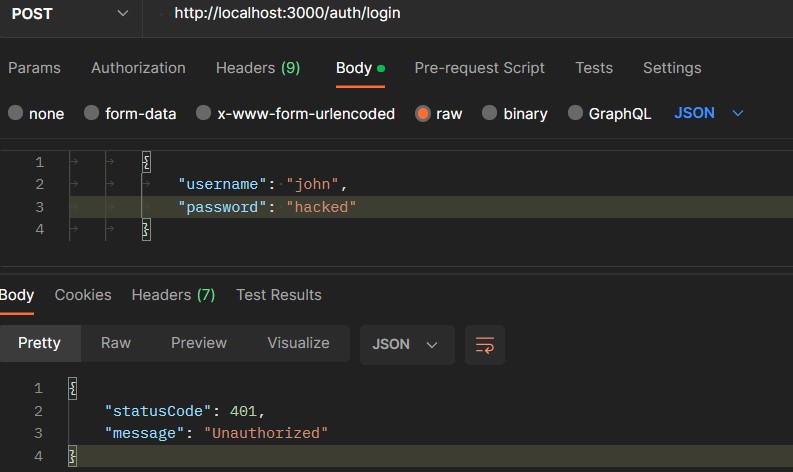 POST http://localhost:3000/auth/login
Params Authorization Headers (9) Body Pre-request Script Tests Settings
none form-data x-www-form-urlencoded raw binary GraphQL JSON
1 {
2 "username": "john",
3 "password": "hacked"
4 }
Body Cookies Headers (7) Test Results
Pretty Raw Preview Visualize JSON
1 {
2 "statusCode": 401,
3 "message": "Unauthorized"
4 }